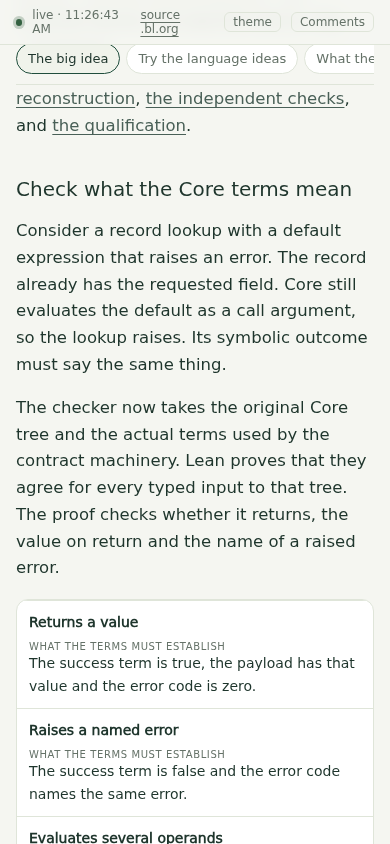 live · 11:26:43 AM
source.bl.org
theme
Comments
The big idea
Try the language ideas
What the
reconstruction, the independent checks,
and the qualification.
Check what the Core terms mean
Consider a record lookup with a default
expression that raises an error. The record
already has the requested field. Core still
evaluates the default as a call argument,
so the lookup raises. Its symbolic outcome
must say the same thing.
The checker now takes the original Core
tree and the actual terms used by the
contract machinery. Lean proves that they
agree for every typed input to that tree.
The proof checks whether it returns, the
value on return and the name of a raised
error.
Returns a value
WHAT THE TERMS MUST ESTABLISH
The success term is true, the payload has that
value and the error code is zero.
Raises a named error
WHAT THE TERMS MUST ESTABLISH
The success term is false and the error code
names the same error.
Evaluates several operands